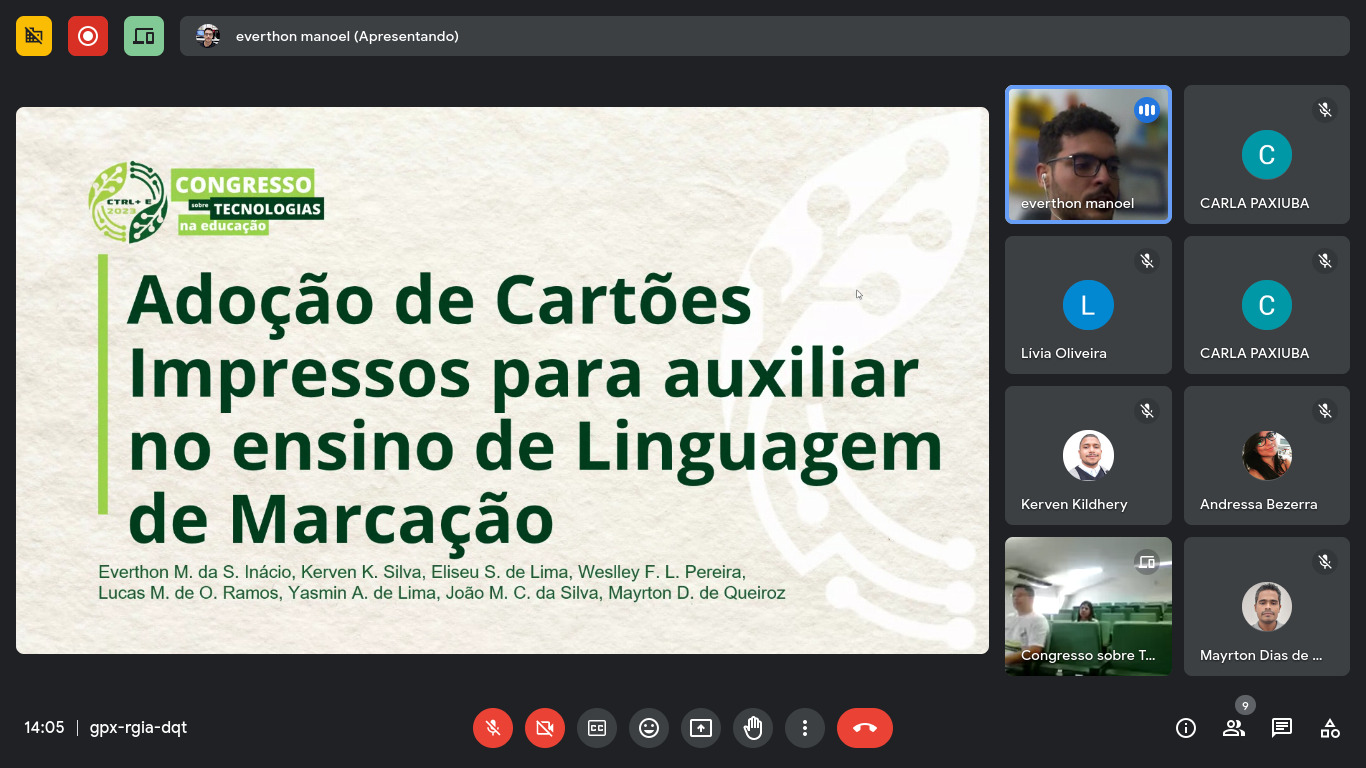 everthon manoel (Apresentando)
CTRL+ E
2023
CONGRESSO
sobre TECNOLOGIAS
na educação
Adoção de Cartões
Impressos para auxiliar
no ensino de Linguagem
de Marcação
Everthon M. da S. Inácio, Kerven K. Silva, Eliseu S. de Lima, Weslley F. L. Pereira,
Lucas M. de O. Ramos, Yasmin A. de Lima, João M. C. da Silva, Mayrton D. de Queiroz
everthon manoel
C
CARLA PAXIUBA
L
Lívia Oliveira
C
CARLA PAXIUBA
Kerven Kildhery
Andressa Bezerra
Congresso sobre T...
Mayrton Dias de ...
14:05 | gpx-rgia-dqt
CC
9